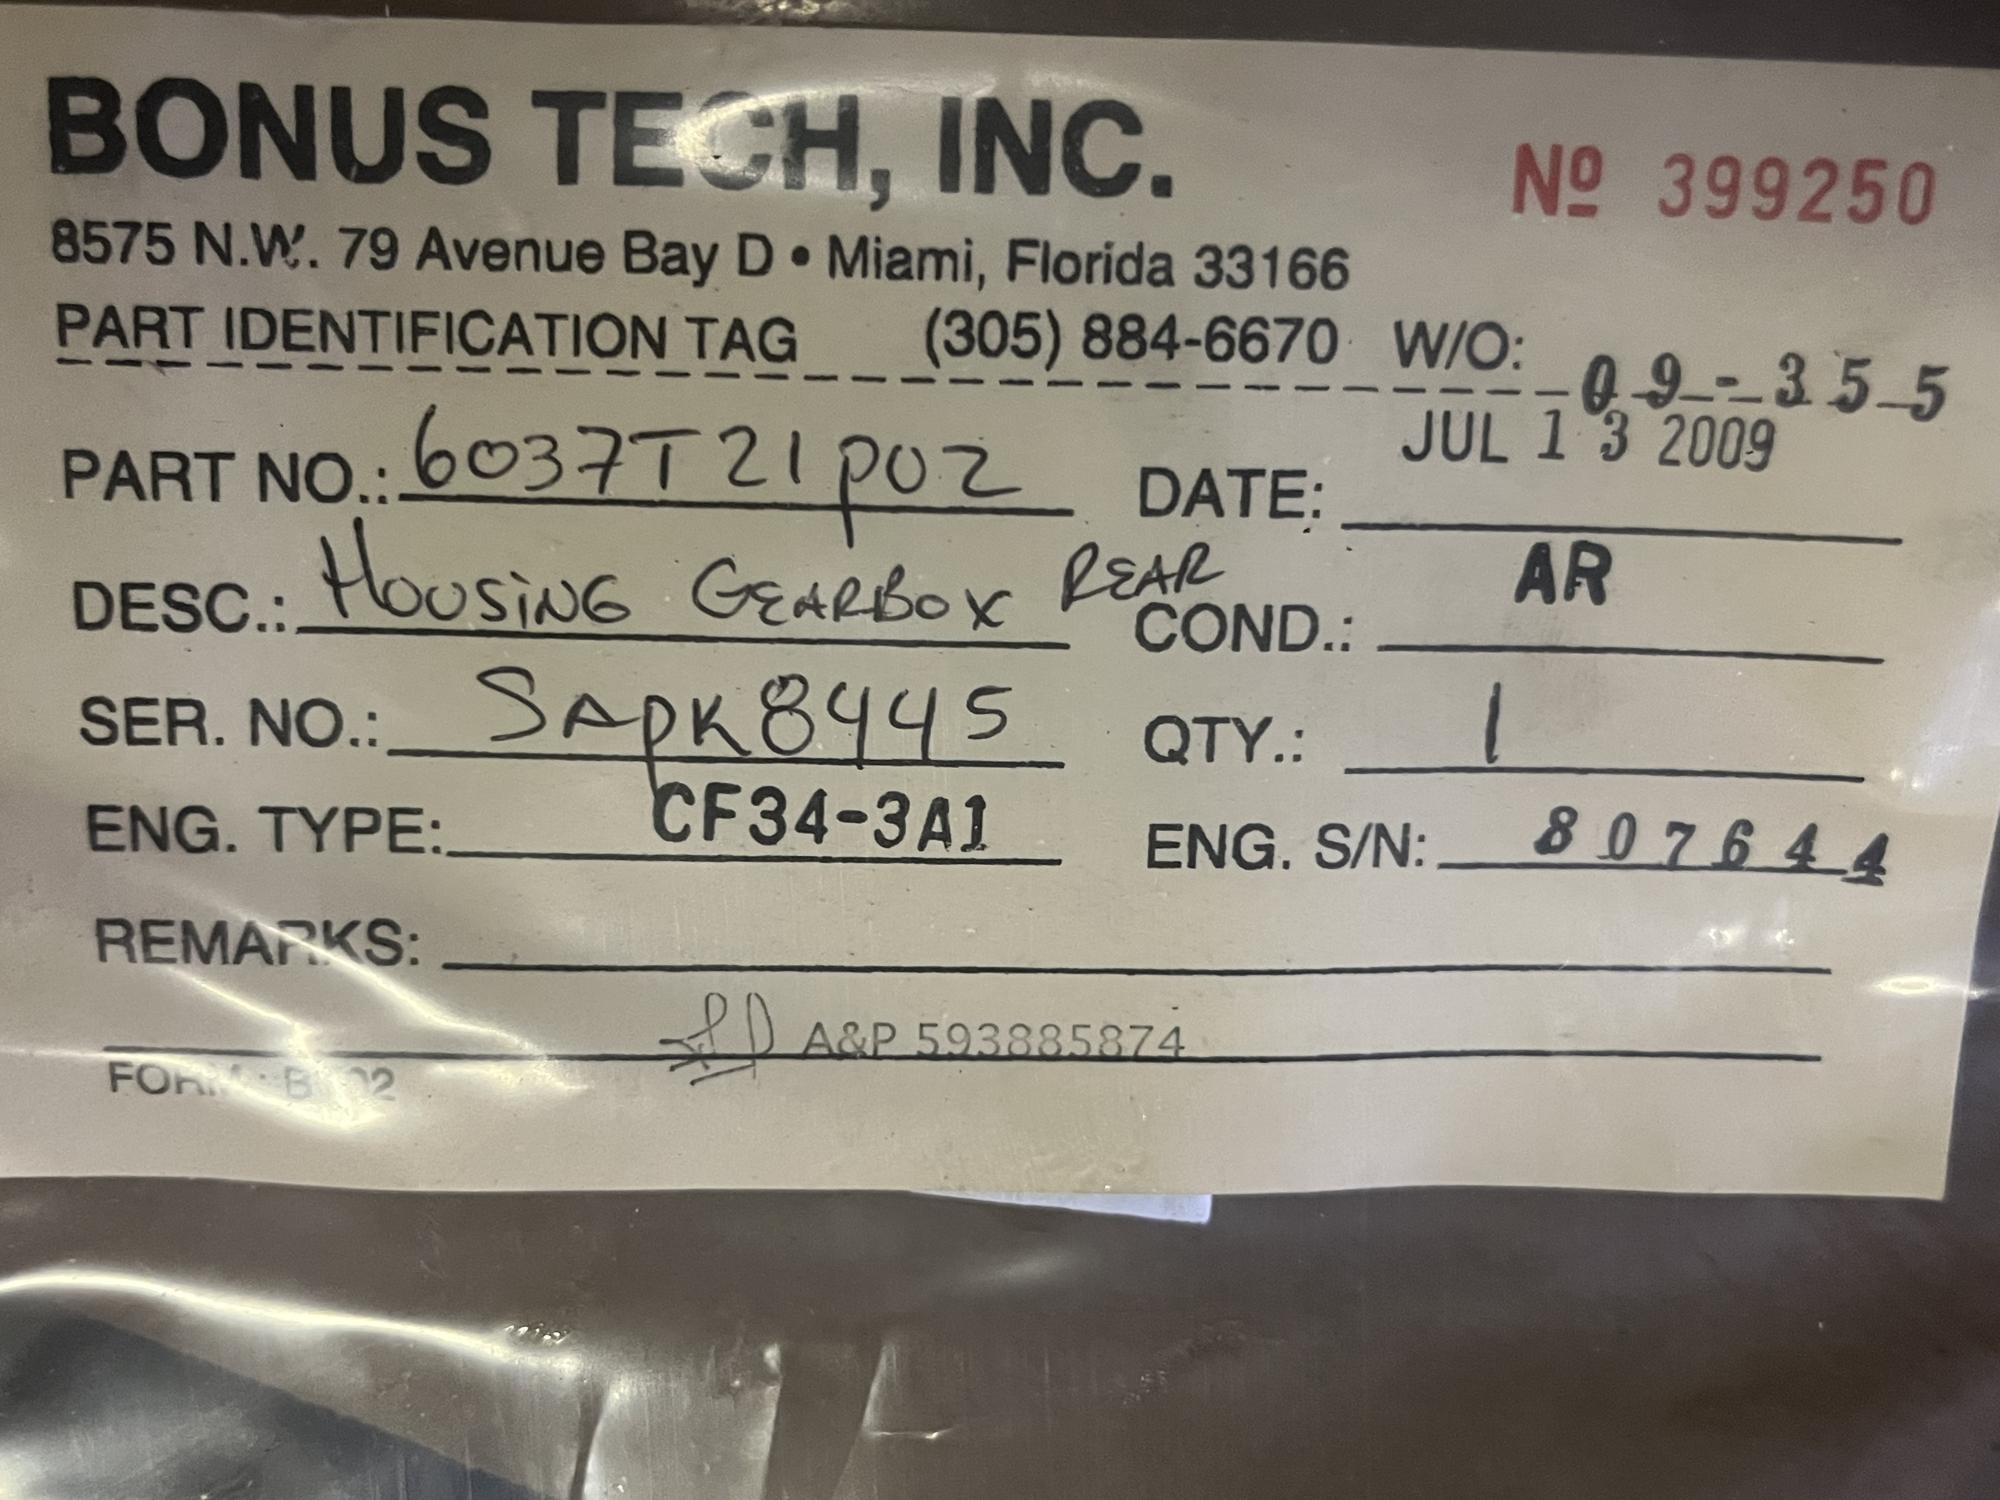 BONUS TECH, INC.
Nº 399250
8575 N.W. 79 Avenue Bay D • Miami, Florida 33166
PART IDENTIFICATION TAG (305) 884-6670 W/O: 09-355
PART NO.: 6037T21P02 DATE: JUL 13 2009
DESC.: HOUSING GEARBOX REAR COND.: AR
SER. NO.: SAPK8445 QTY.: 1
ENG. TYPE: CF34-3A1 ENG. S/N: 807644
REMARKS:
A&P 593885874